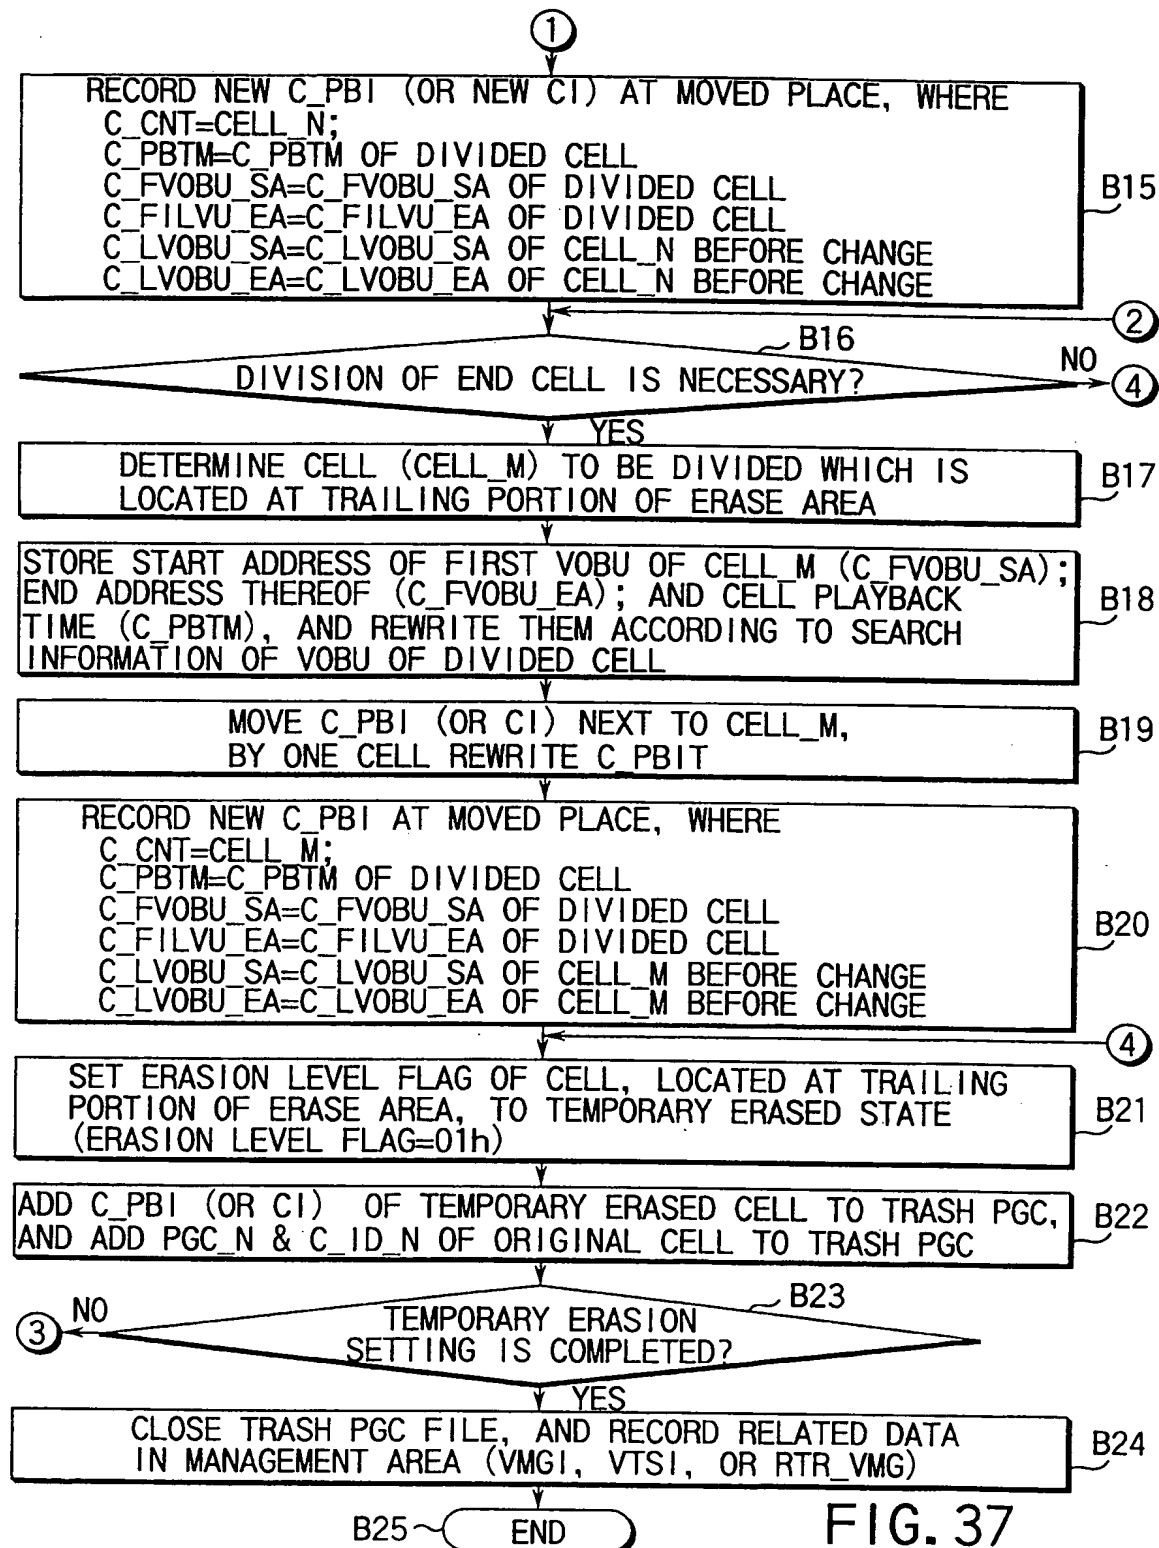 1
RECORD NEW C_PBI (OR NEW CI) AT MOVED PLACE, WHERE
C_CNT=CELL_N;
C_PBTM=C_PBTM OF DIVIDED CELL
C_FVOBU_SA=C_FVOBU_SA OF DIVIDED CELL
C_FILVU_EA=C_FILVU_EA OF DIVIDED CELL
C_LVOBU_SA=C_LVOBU_SA OF CELL_N BEFORE CHANGE
C_LVOBU_EA=C_LVOBU_EA OF CELL_N BEFORE CHANGE
B15
2
B16
DIVISION OF END CELL IS NECESSARY?
NO
4
YES
DETERMINE CELL (CELL_M) TO BE DIVIDED WHICH IS
LOCATED AT TRAILING PORTION OF ERASE AREA
B17
STORE START ADDRESS OF FIRST VOBU OF CELL_M (C_FVOBU_SA);
END ADDRESS THEREOF (C_FVOBU_EA); AND CELL PLAYBACK
TIME (C_PBTM), AND REWRITE THEM ACCORDING TO SEARCH
INFORMATION OF VOBU OF DIVIDED CELL
B18
MOVE C_PBI (OR CI) NEXT TO CELL_M,
BY ONE CELL REWRITE C_PBIT
B19
RECORD NEW C_PBI AT MOVED PLACE, WHERE
C_CNT=CELL_M;
C_PBTM=C_PBTM OF DIVIDED CELL
C_FVOBU_SA=C_FVOBU_SA OF DIVIDED CELL
C_FILVU_EA=C_FILVU_EA OF DIVIDED CELL
C_LVOBU_SA=C_LVOBU_SA OF CELL_M BEFORE CHANGE
C_LVOBU_EA=C_LVOBU_EA OF CELL_M BEFORE CHANGE
B20
4
SET ERASION LEVEL FLAG OF CELL, LOCATED AT TRAILING
PORTION OF ERASE AREA, TO TEMPORARY ERASED STATE
(ERASION LEVEL FLAG=01h)
B21
ADD C_PBI (OR CI) OF TEMPORARY ERASED CELL TO TRASH PGC,
AND ADD PGC_N & C_ID_N OF ORIGINAL CELL TO TRASH PGC
B22
B23
3
NO
TEMPORARY ERASION
SETTING IS COMPLETED?
YES
CLOSE TRASH PGC FILE, AND RECORD RELATED DATA
IN MANAGEMENT AREA (VMGI, VTSI, OR RTR_VMG)
B24
B25
END
FIG. 37